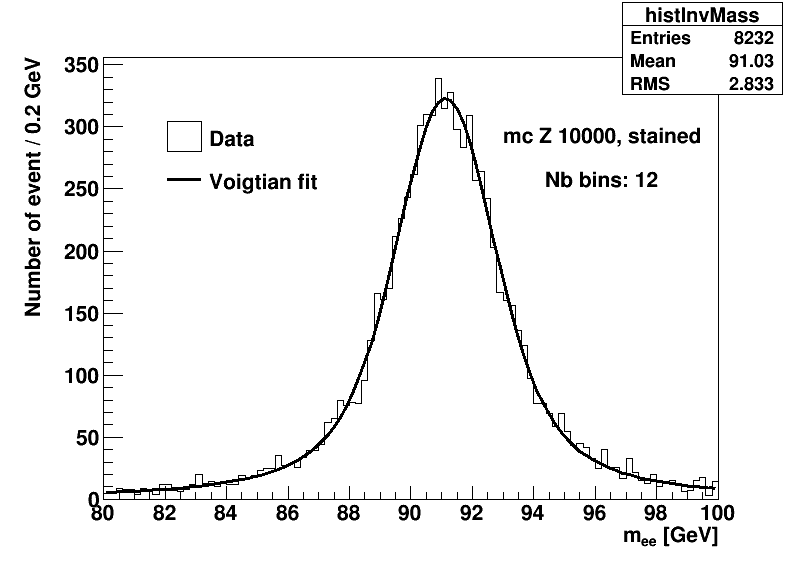 histInvMass
Entries 8232
Mean 91.03
RMS 2.833
Number of event / 0.2 GeV
350
300
250
200
150
100
50
0
Data
Voigtian fit
mc Z 10000, stained
Nb bins: 12
80 82 84 86 88 90 92 94 96 98 100
mee [GeV]